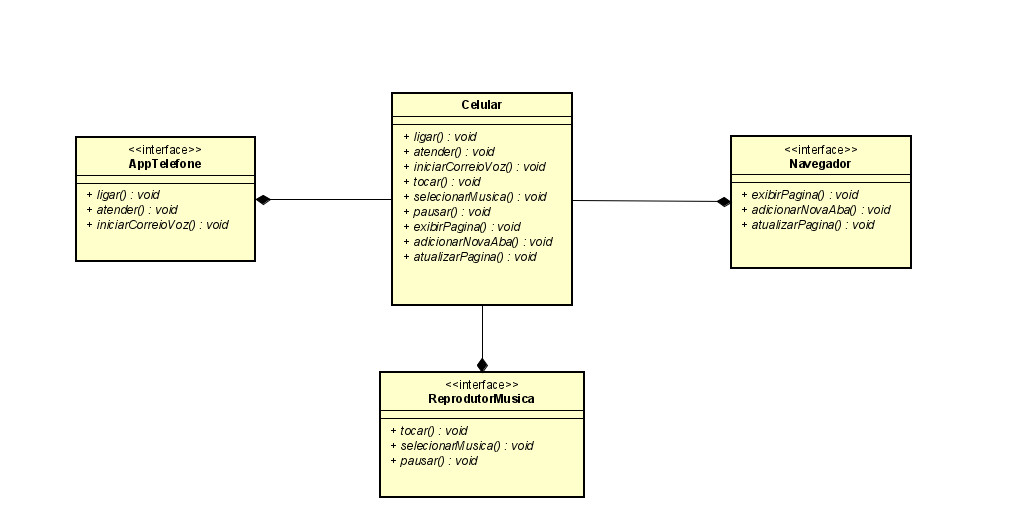 Celular
+ ligar() : void
+ atender() : void
+ iniciarCorreioVoz() : void
+ tocar() : void
+ selecionarMusica() : void
+ pausar() : void
+ exibirPagina() : void
+ adicionarNovaAba() : void
+ atualizarPagina() : void
<<interface>>
AppTelefone
+ ligar() : void
+ atender() : void
+ iniciarCorreioVoz() : void
<<interface>>
Navegador
+ exibirPagina() : void
+ adicionarNovaAba() : void
+ atualizarPagina() : void
<<interface>>
ReprodutorMusica
+ tocar() : void
+ selecionarMusica() : void
+ pausar() : void